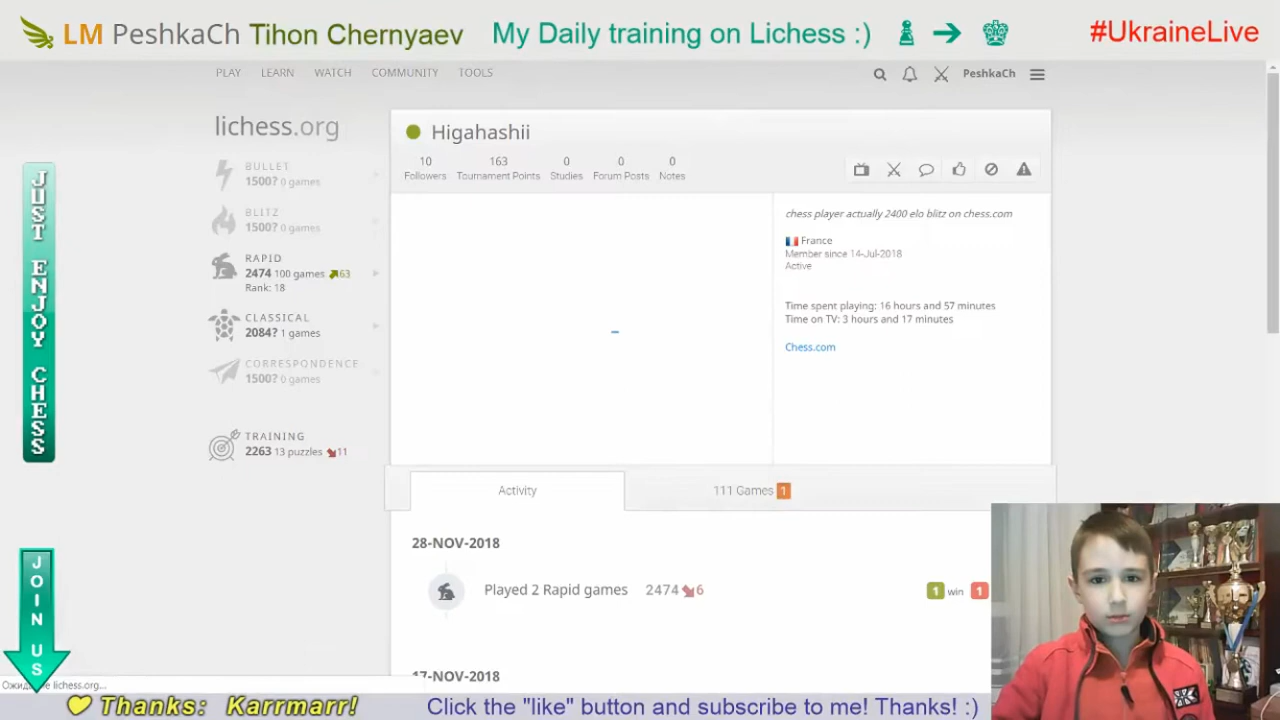 LM PeshkaCh Tihon Chernyaev My Daily training on Lichess :) #UkraineLive
PLAY LEARN WATCH COMMUNITY TOOLS PeshkaCh
lichess.org
JUST ENJOY CHESS
JOIN US
BULLET
1500? 0 games
BLITZ
1500? 0 games
RAPID
2474 100 games 63
Rank: 18
CLASSICAL
2084? 1 games
CORRESPONDENCE
1500? 0 games
TRAINING
2263 13 puzzles 11
Higahashii
10 163 0 0 0
Followers Tournament Points Studies Forum Posts Notes
chess player actually 2400 elo blitz on chess.com
France
Member since 14-Jul-2018
Active
Time spent playing: 16 hours and 57 minutes
Time on TV: 3 hours and 17 minutes
Chess.com
Activity 111 Games 1
28-NOV-2018
Played 2 Rapid games 2474 6 1 win 1
17-NOV-2018
lichess.org...
Thanks: Karrmarr! Click the "like" button and subscribe to me! Thanks! :)